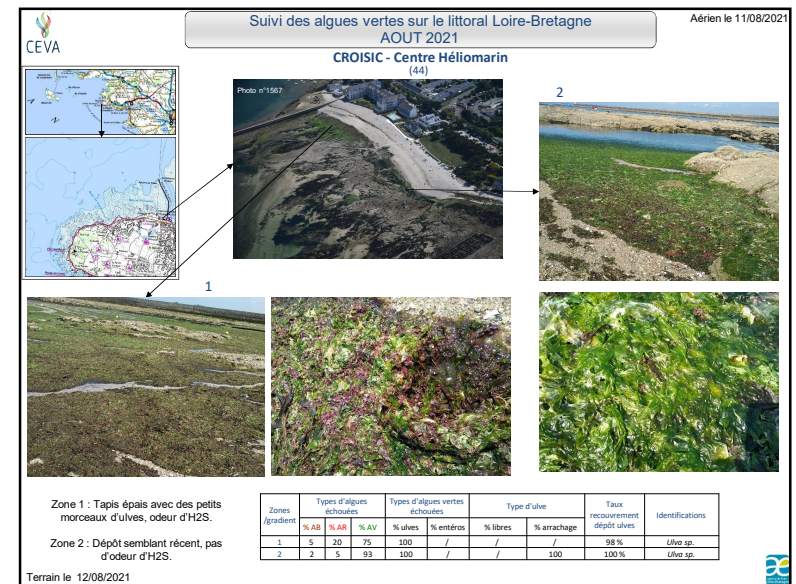 CEVA
Suivi des algues vertes sur le littoral Loire-Bretagne
AOUT 2021
Aérien le 11/08/2021
CROISIC - Centre Héliomarin
(44)
Photo n°1567
2
1
Zone 1 : Tapis épais avec des petits
morceaux d'ulves, odeur d'H2S.
Zone 2 : Dépôt semblant récent, pas
d'odeur d'H2S.
Terrain le 12/08/2021
Zones /gradient | Types d'algues échouées | Types d'algues vertes échouées | Type d'ulve | Taux recouvrement dépôt ulves | Identifications
% AB | % AR | % AV | % ulves | % entéros | % libres | % arrachage
1 | 5 | 20 | 75 | 100 | / | / | / | 98 % | Ulva sp.
2 | 2 | 5 | 93 | 100 | / | / | 100 | 100 % | Ulva sp.